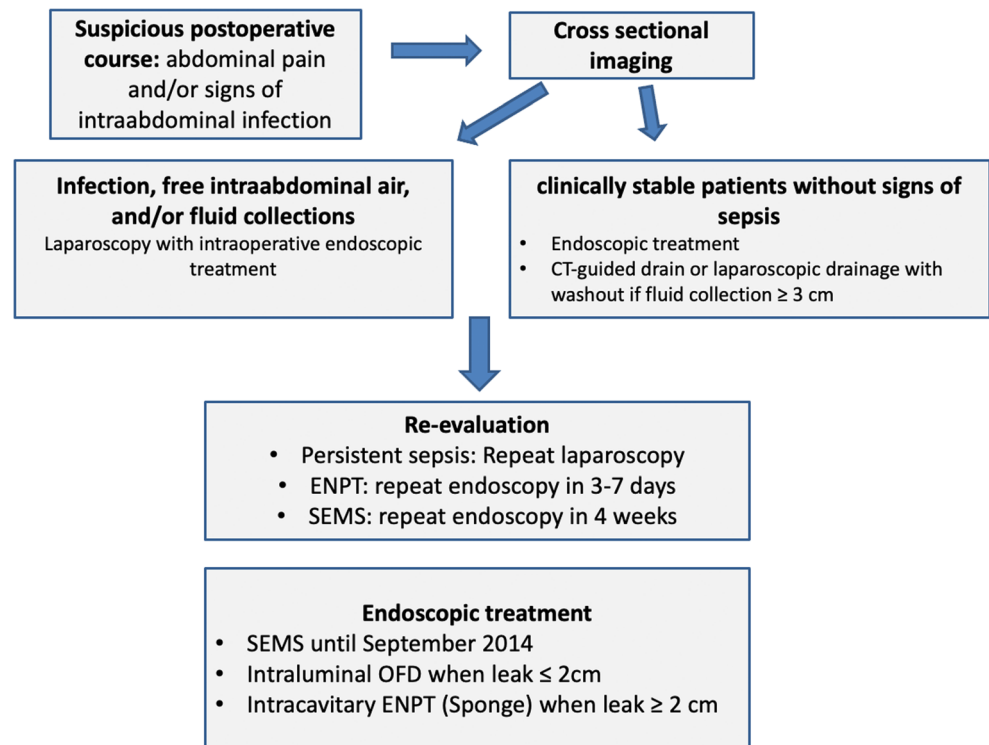 Suspicious postoperative
course: abdominal pain
and/or signs of
intraabdominal infection
Cross sectional
imaging
Infection, free intraabdominal air,
and/or fluid collections
Laparoscopy with intraoperative endoscopic
treatment
clinically stable patients without signs of
sepsis
• Endoscopic treatment
• CT-guided drain or laparoscopic drainage with
washout if fluid collection ≥ 3 cm
Re-evaluation
• Persistent sepsis: Repeat laparoscopy
• ENPT: repeat endoscopy in 3-7 days
• SEMS: repeat endoscopy in 4 weeks
Endoscopic treatment
• SEMS until September 2014
• Intraluminal OFD when leak ≤ 2cm
• Intracavitary ENPT (Sponge) when leak ≥ 2 cm